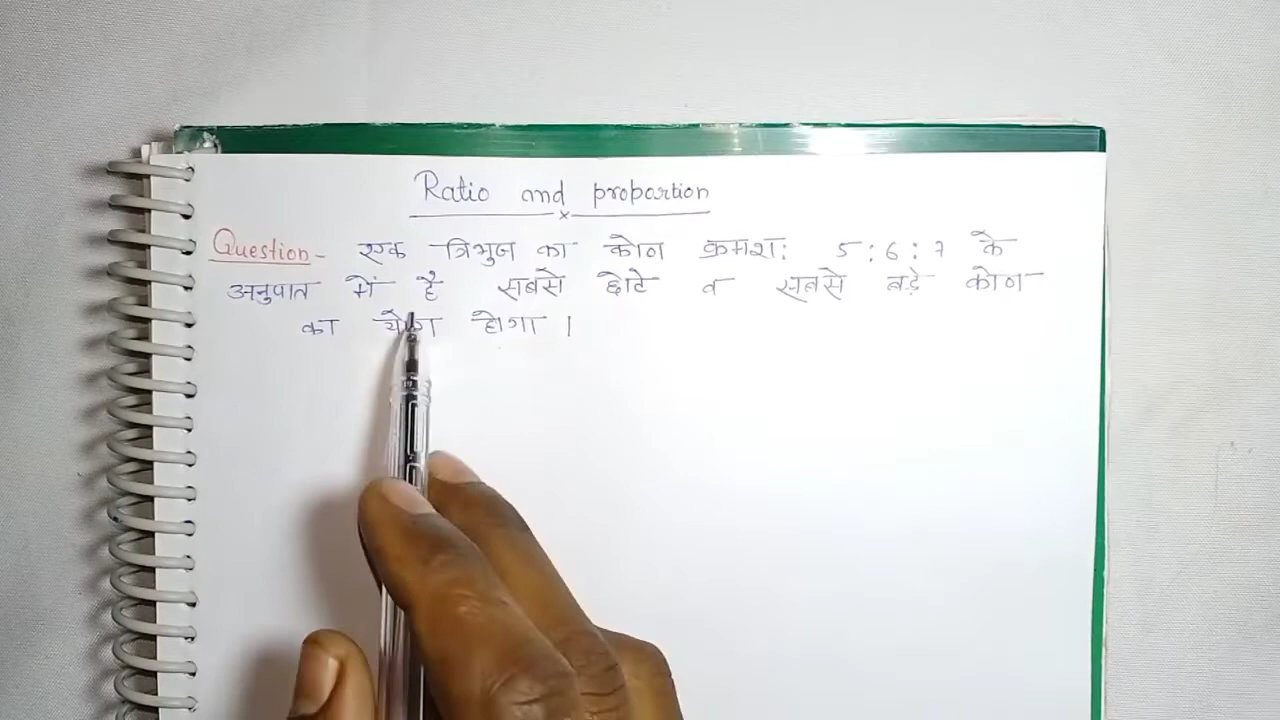 Ratio and proportion
Question - एक त्रिभुज का कोण क्रमशः 5 : 6 : 7 के
अनुपात में है सबसे छोटे व सबसे बड़े कोण
का होगा ।